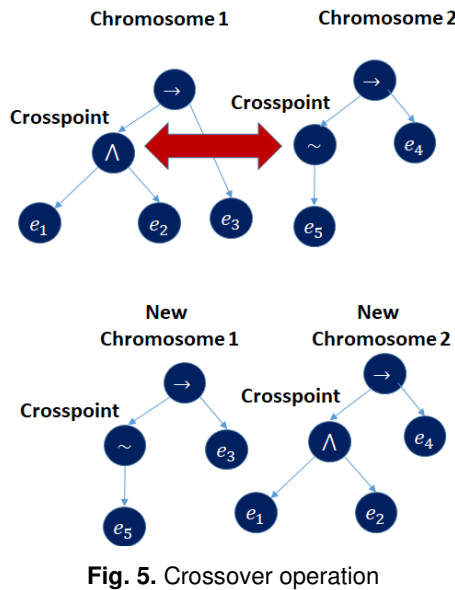 Chromosome 1
Chromosome 2
→
→
Crosspoint
Crosspoint
∧
~
e₄
e₁
e₂
e₃
e₅
New
Chromosome 1
New
Chromosome 2
→
→
Crosspoint
Crosspoint
~
e₃
∧
e₄
e₅
e₁
e₂
Fig. 5. Crossover operation